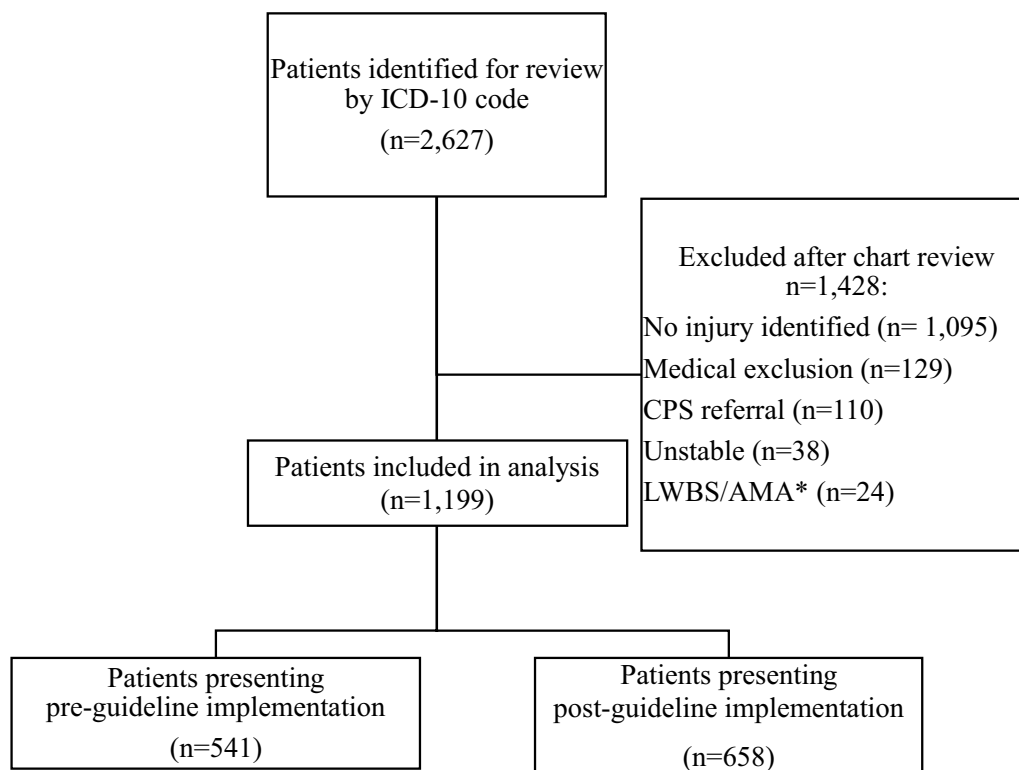 Patients identified for review
by ICD-10 code
(n=2,627)
Excluded after chart review
n=1,428:
No injury identified (n= 1,095)
Medical exclusion (n=129)
CPS referral (n=110)
Unstable (n=38)
LWBS/AMA* (n=24)
Patients included in analysis
(n=1,199)
Patients presenting
pre-guideline implementation
(n=541)
Patients presenting
post-guideline implementation
(n=658)